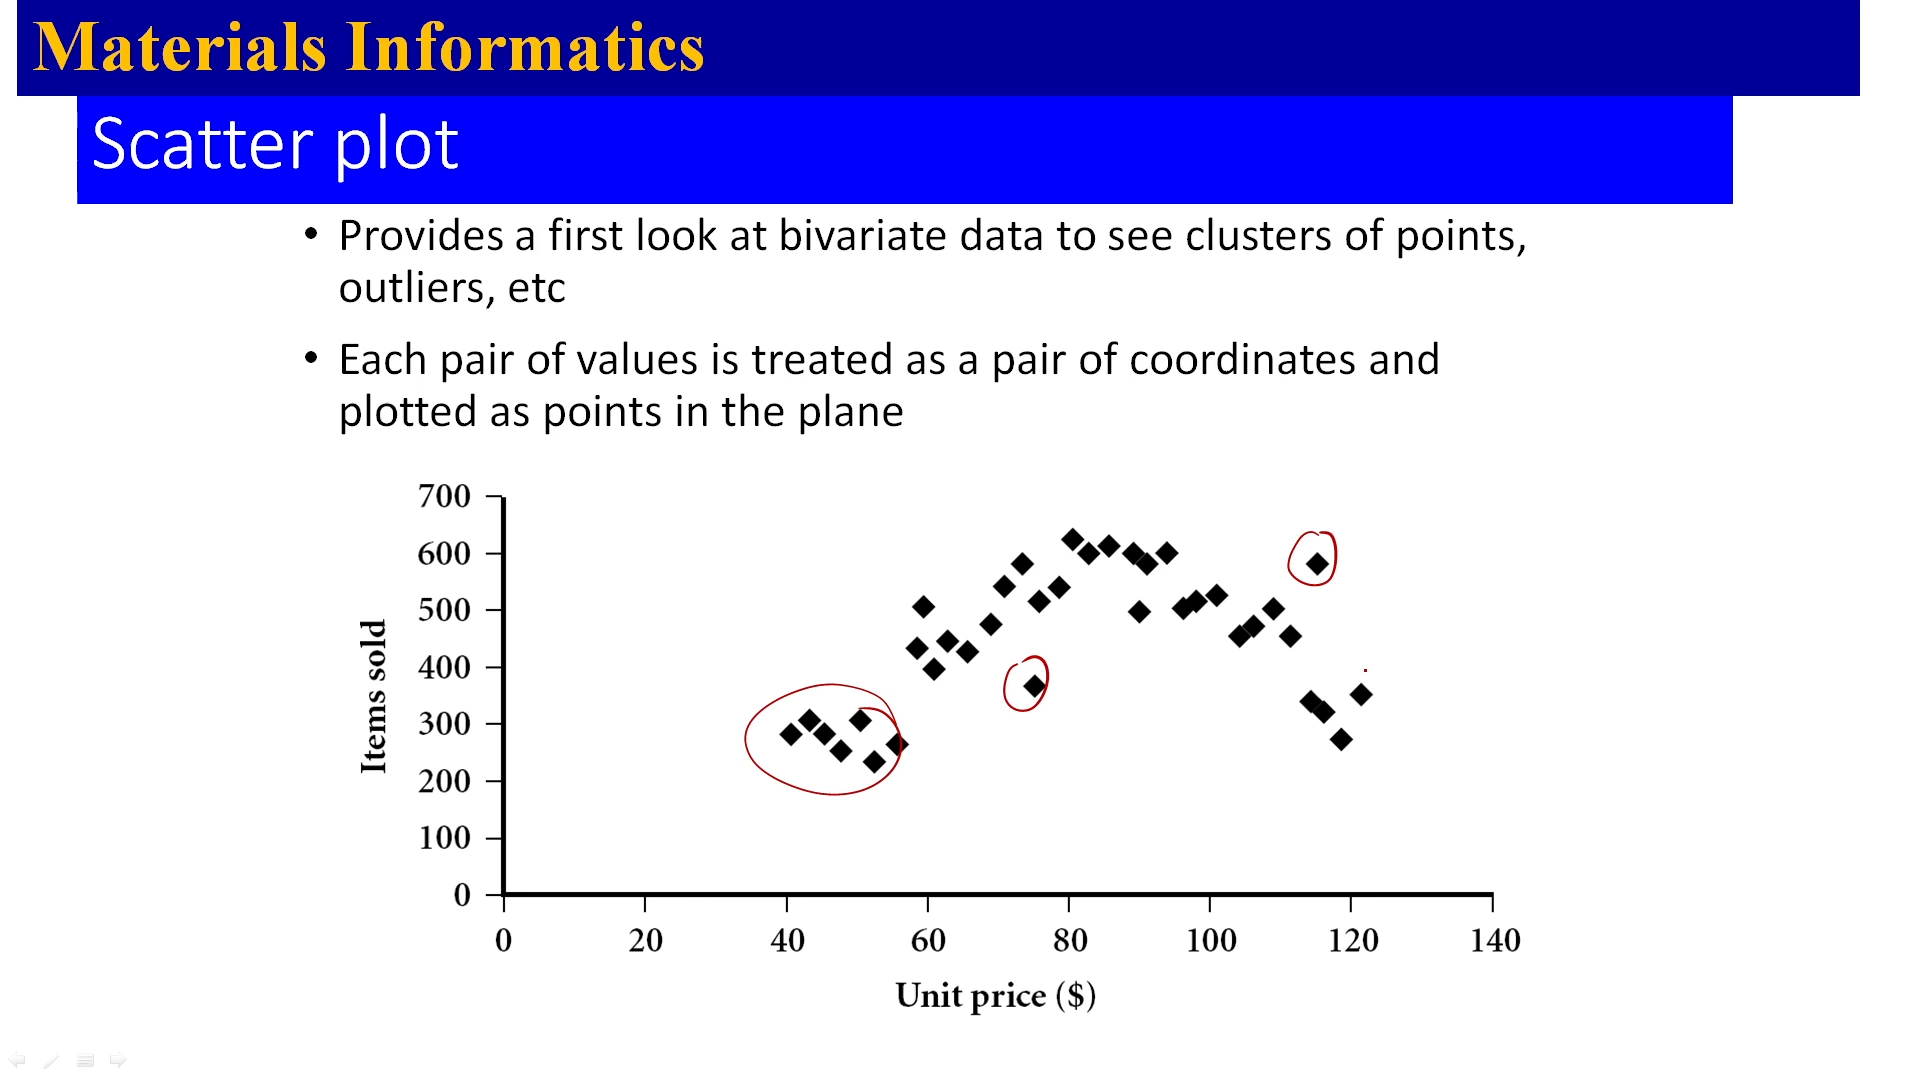 Materials Informatics
Scatter plot
• Provides a first look at bivariate data to see clusters of points,
outliers, etc
• Each pair of values is treated as a pair of coordinates and
plotted as points in the plane
700
600
500
400
300
200
100
0
Items sold
0 20 40 60 80 100 120 140
Unit price ($)